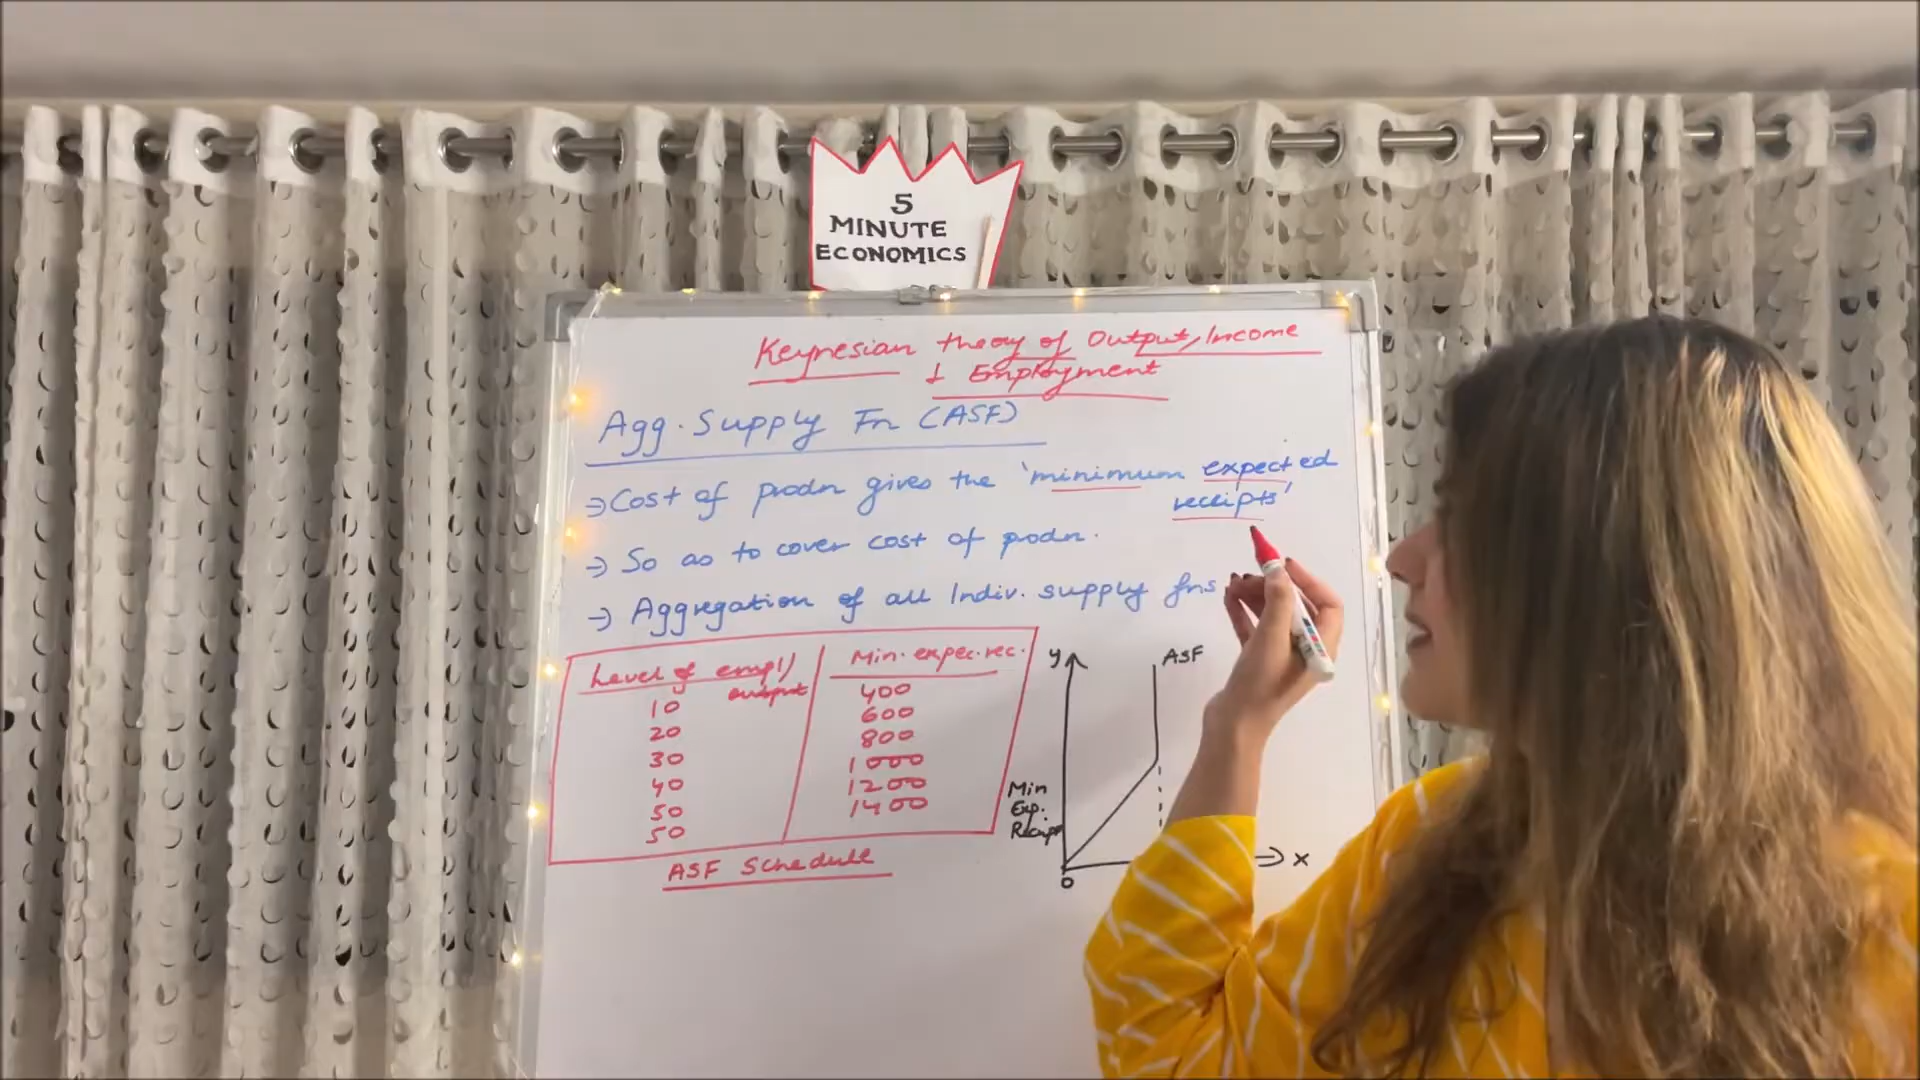 5
MINUTE
ECONOMICS
Keynesian theory of Output, Income
& Employment
Agg. Supply Fn (ASF)
→ Cost of prodn gives the 'minimum expected
receipts'
→ So as to cover cost of prodn.
→ Aggregation of all Indiv. supply fns
Level of empl/
output
Min. expec. rec.
10
400
20
600
30
800
40
1000
50
1200
50
1400
ASF Schedule
y
ASF
Min
Exp.
Receipt
O
X